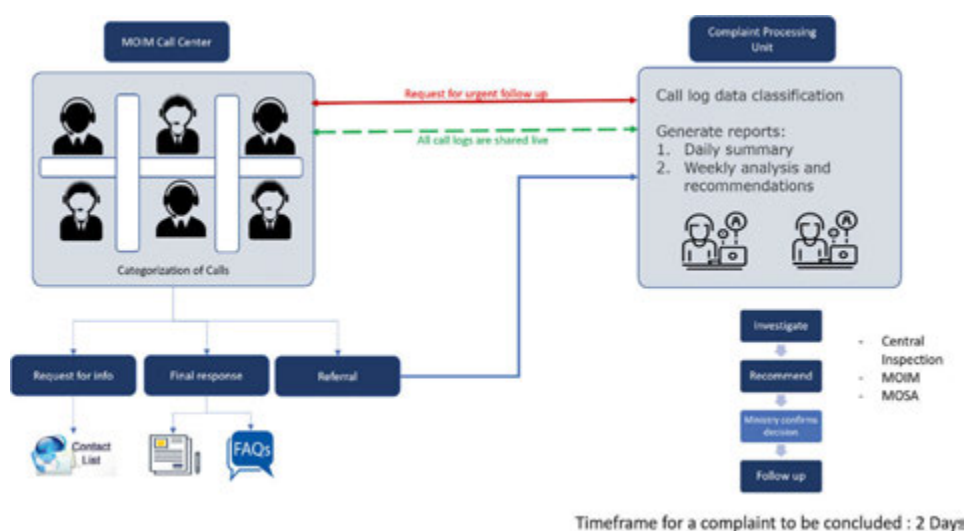 MOIM Call Center
Complaint Processing
Unit
Request for urgent follow up
All call logs are shared live
Call log data classification
Generate reports:
1. Daily summary
2. Weekly analysis and
recommendations
Categorization of Calls
Request for info
Final response
Referral
Contact
List
FAQs
Investigate
Recommend
Ministry confirms
decision
Follow up
- Central
Inspection
- MOIM
- MOSA
Timeframe for a complaint to be concluded : 2 Days